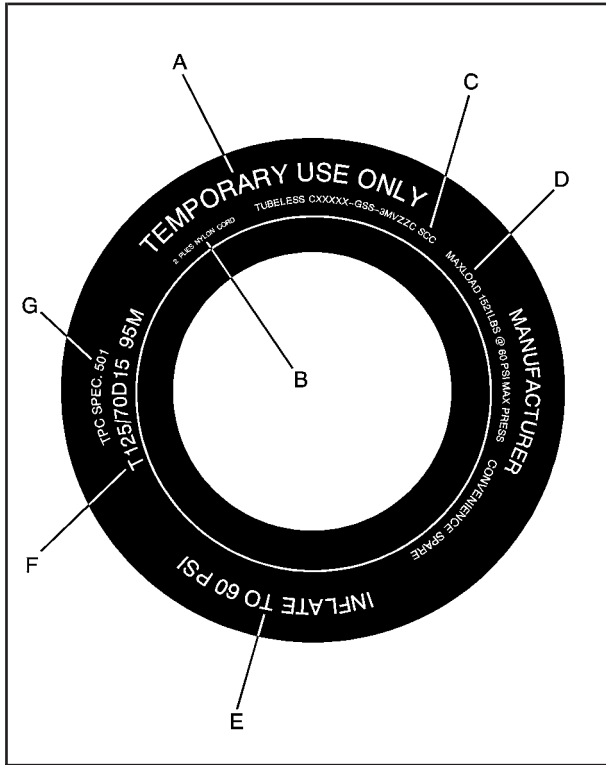 A
C
TEMPORARY USE ONLY
TUBELESS CXXXXX-GSS-3MVZZC SCC
2 PLIES NYLON CORD
D
MAXLOAD 1521LBS @ 60 PSI MAX PRESS
MANUFACTURER
G
TPC SPEC. 501
T125/70D15 95M
B
CONVENIENCE SPARE
F
INFLATE TO 60 PSI
E